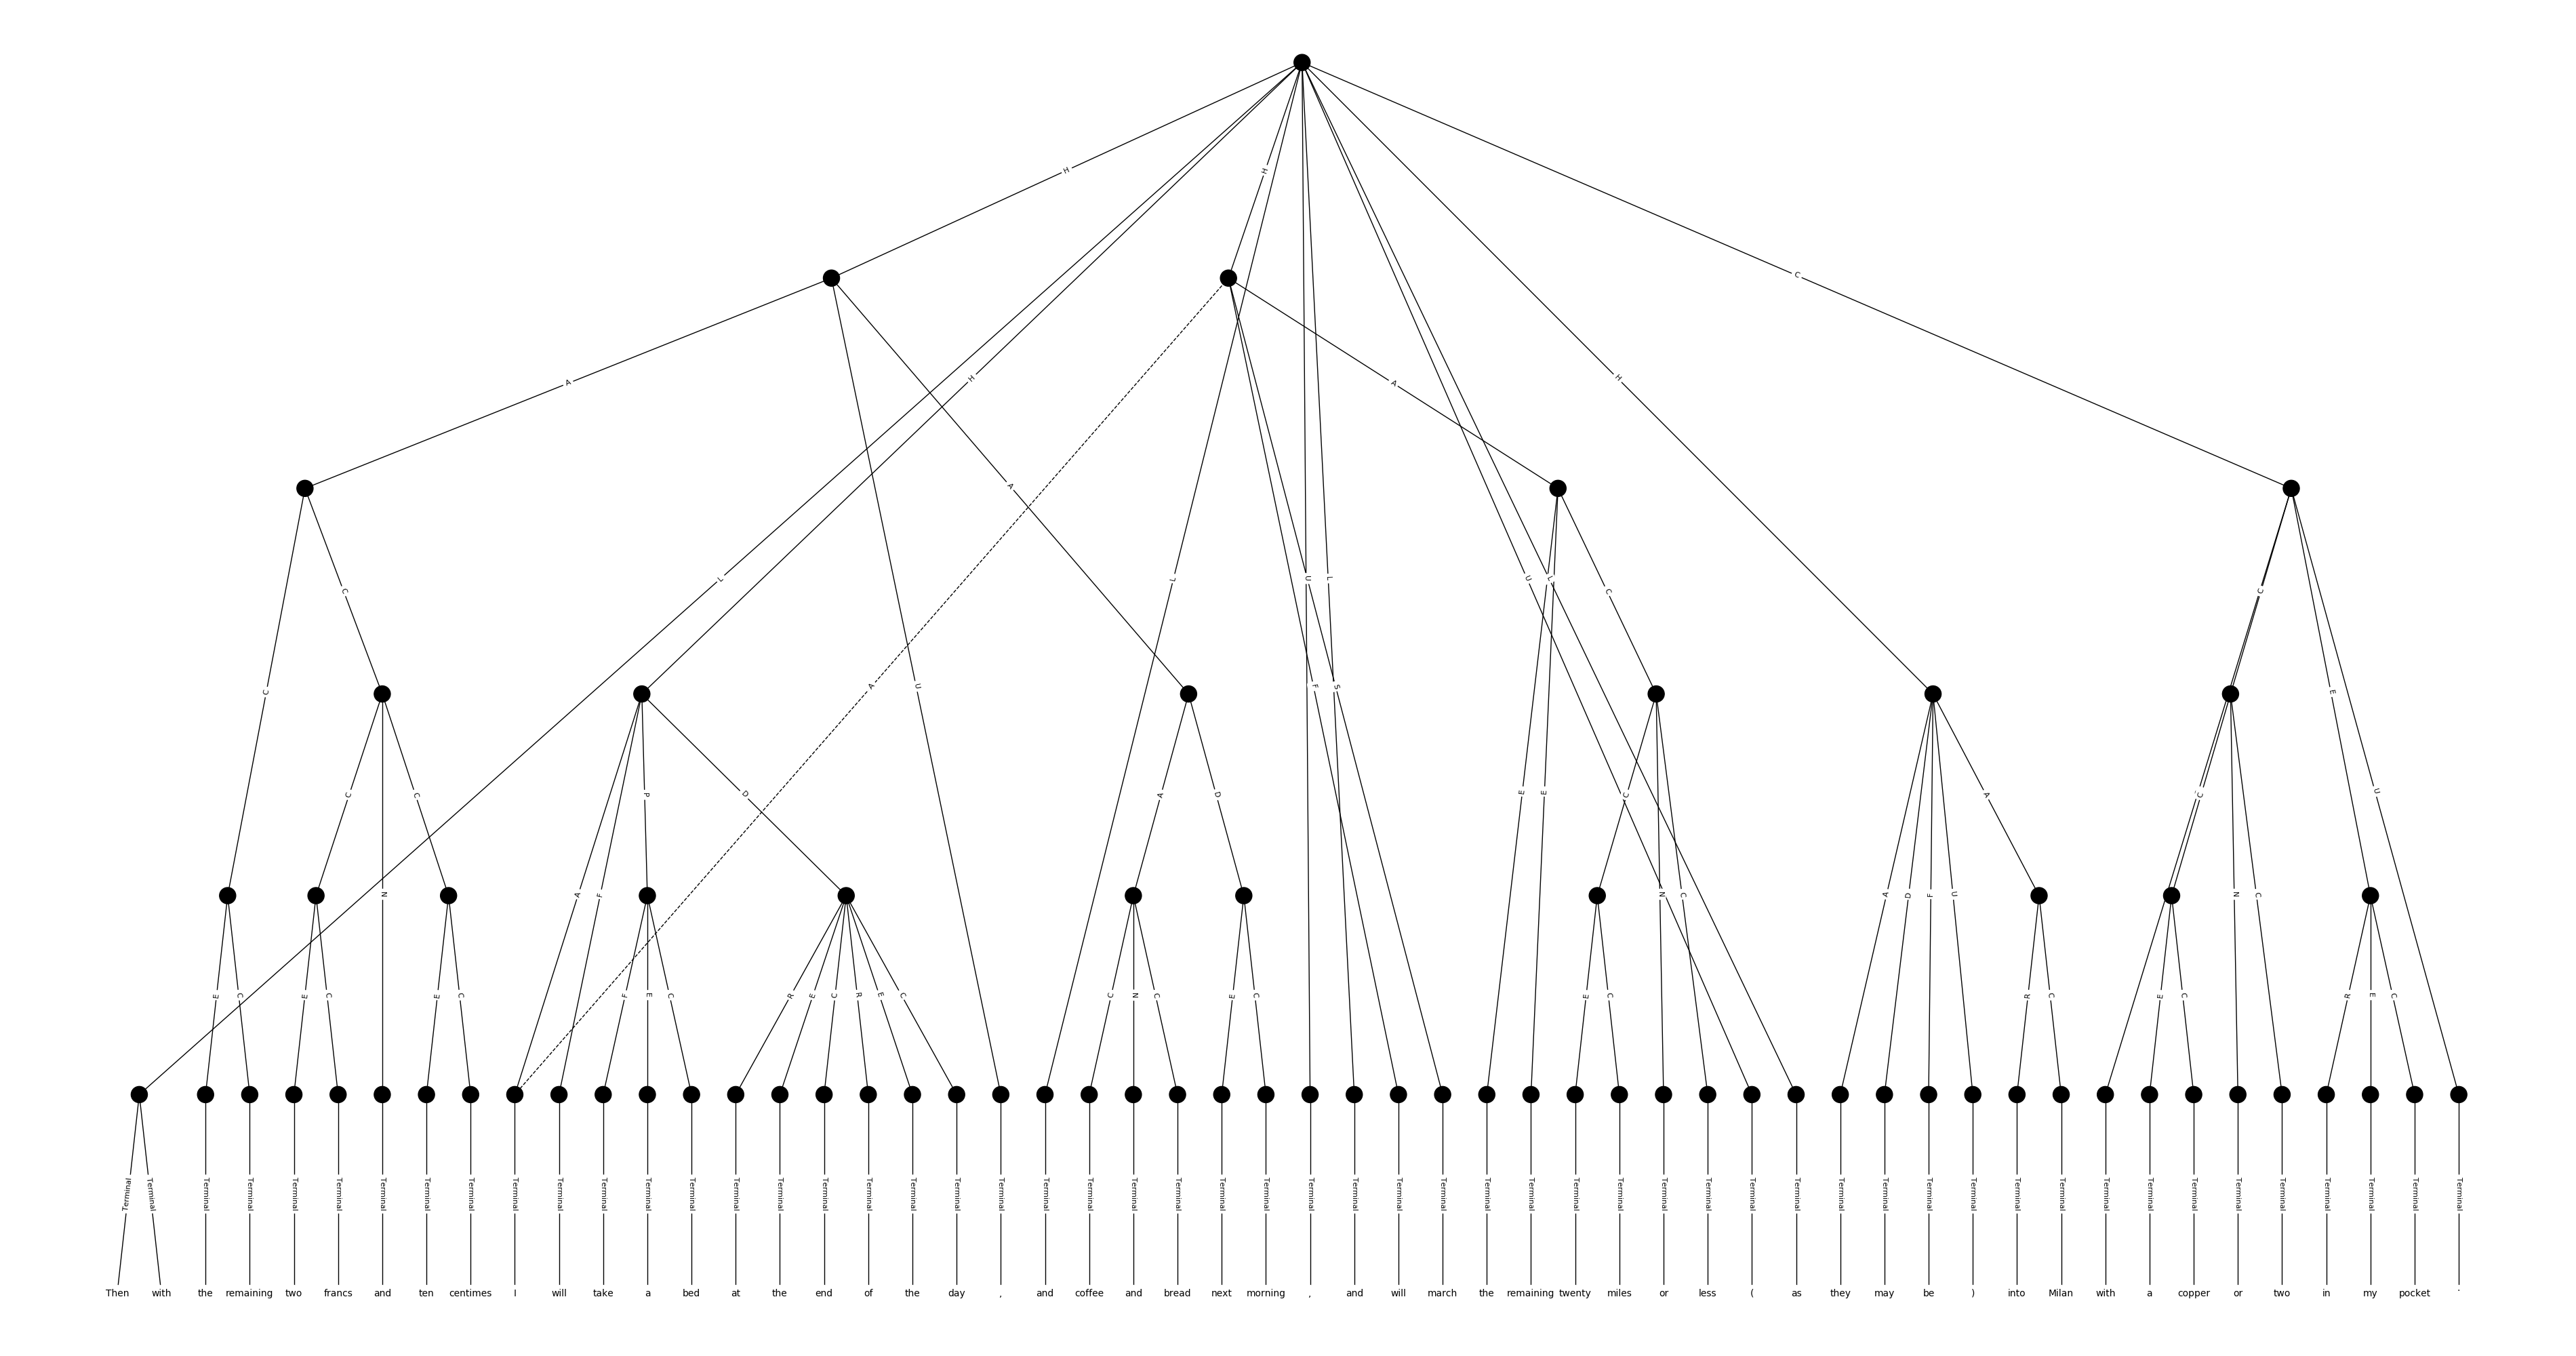 H H L H L U L U L H C
A U A A F S A
C C E E C C E U
C N C A F P D A D C N C A D F U A C N C
E C E C E C F E C R E C R E C C N C E C E C R C E C R E C
Terminal Terminal Terminal Terminal Terminal Terminal Terminal Terminal Terminal Terminal Terminal Terminal Terminal Terminal Terminal Terminal Terminal Terminal Terminal Terminal Terminal Terminal Terminal Terminal Terminal Terminal Terminal Terminal Terminal Terminal Terminal Terminal Terminal Terminal Terminal Terminal Terminal Terminal Terminal Terminal Terminal Terminal Terminal Terminal Terminal Terminal Terminal Terminal Terminal Terminal Terminal Terminal Terminal Terminal
Then with the remaining two francs and ten centimes I will take a bed at the end of the day , and coffee and bread next morning , and will march the remaining twenty miles or less ( as they may be ) into Milan with a copper or two in my pocket .